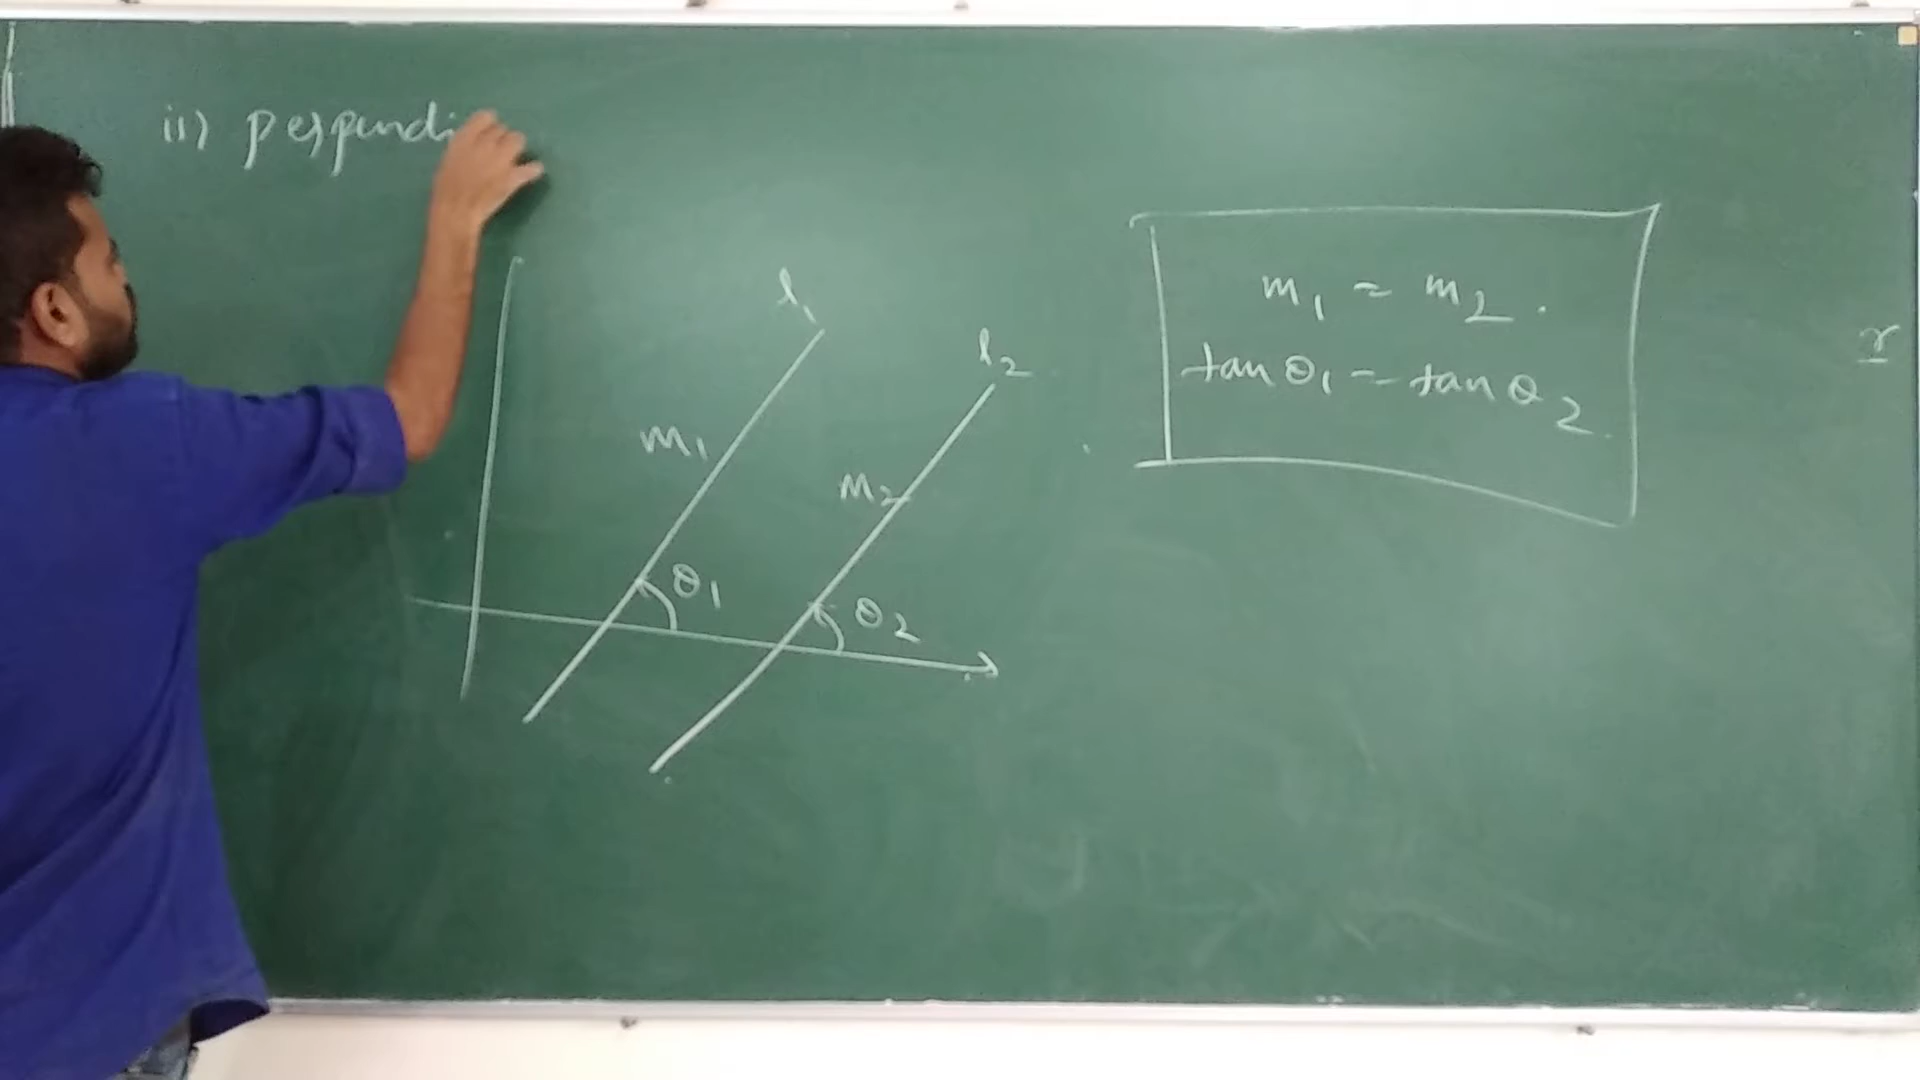 ii) perpendi
l1
l2
m1
m2
θ1
θ2
m1 = m2.
tan θ1 = tan θ2